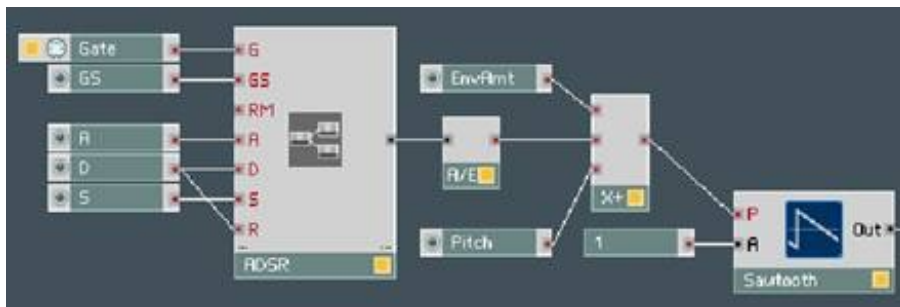 Gate
GS
A
D
S
G
GS
RM
A
D
S
R
ADSR
EnvAmt
A/E
X+
Pitch
1
P
A
Out
Sawtooth